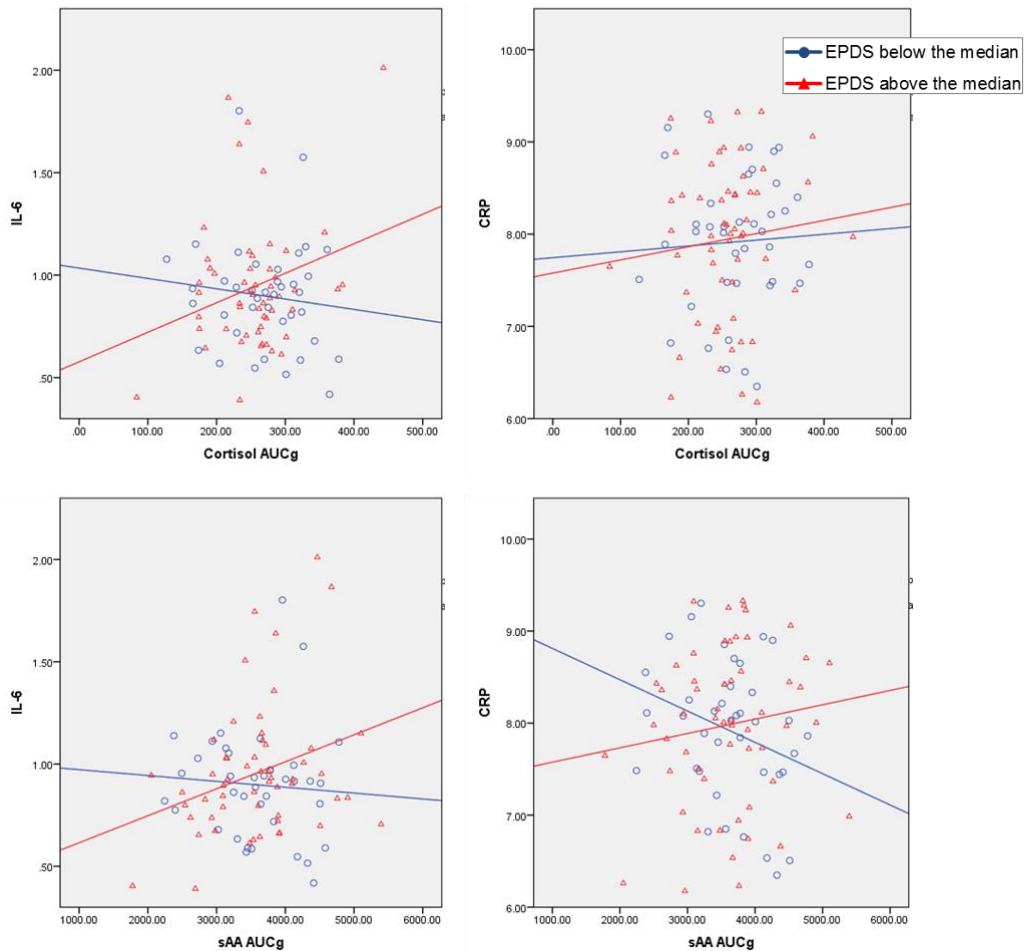 EPDS below the median
EPDS above the median
2.00
1.50
1.00
.50
IL-6
.00 100.00 200.00 300.00 400.00 500.00
Cortisol AUCg
10.00
9.00
8.00
7.00
6.00
CRP
.00 100.00 200.00 300.00 400.00 500.00
Cortisol AUCg
2.00
1.50
1.00
.50
IL-6
1000.00 2000.00 3000.00 4000.00 5000.00 6000.00
sAA AUCg
10.00
9.00
8.00
7.00
6.00
CRP
1000.00 2000.00 3000.00 4000.00 5000.00 6000.00
sAA AUCg